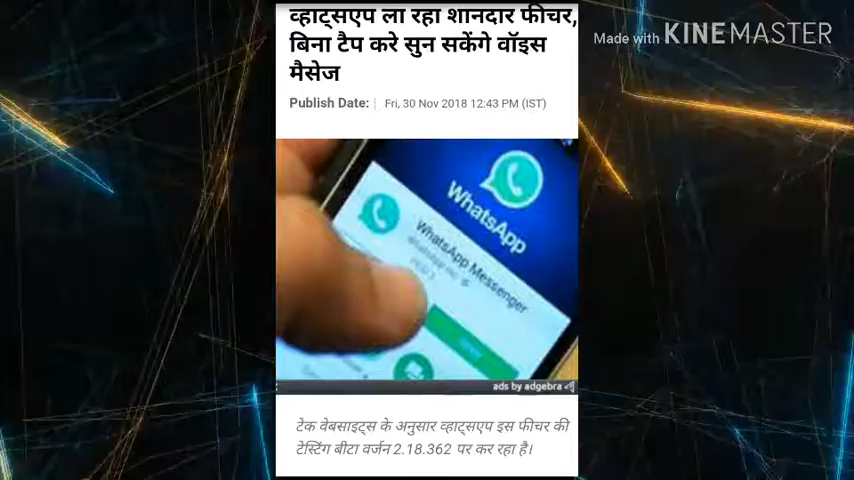 व्हाट्सएप ला रहा शानदार फीचर,
बिना टैप करे सुन सकेंगे वॉइस
मैसेज
Made with KINEMASTER
Publish Date: Fri, 30 Nov 2018 12:43 PM (IST)
WhatsApp
WhatsApp Messenger
WhatsApp Inc.
ads by adgebra
टेक वेबसाइट्स के अनुसार व्हाट्सएप इस फीचर की
टेस्टिंग बीटा वर्जन 2.18.362 पर कर रहा है।